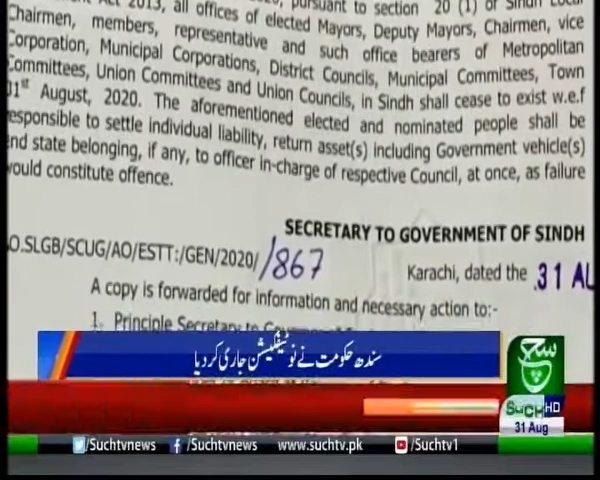 2013, all offices of elected Mayors, Deputy Mayors, Chairmen, vice
Chairmen, members, representative and such office bearers of Metropolitan
Corporation, Municipal Corporations, District Councils, Municipal Committees, Town
Committees, Union Committees and Union Councils, in Sindh shall cease to exist w.e.f
31st August, 2020. The aforementioned elected and nominated people shall be
responsible to settle individual liability, return asset(s) including Government vehicle(s)
and state belonging, if any, to officer in-charge of respective Council, at once, as failure
would constitute offence.
SECRETARY TO GOVERNMENT OF SINDH
O.SLGB/SCUG/AO/ESTT:/GEN/2020/ /867
Karachi, dated the 31 AU
A copy is forwarded for information and necessary action to:-
1. Principle Secretary to
سندھ حکومت نے نوٹیفکیشن جاری کر دیا
سچ
SUCH HD
31 Aug
/Suchtvnews /Suchtvnews www.suchtv.pk /Suchtv1